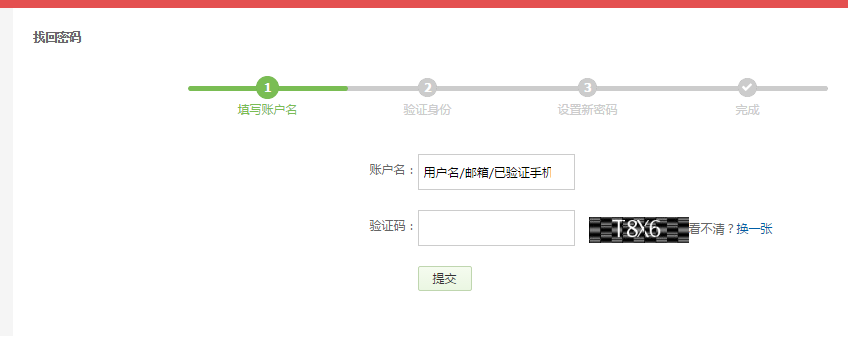 找回密码
1 2 3
填写账户名 验证身份 设置新密码 完成
账户名： 用户名/邮箱/已验证手机
验证码： T8X6 看不清？换一张
提交